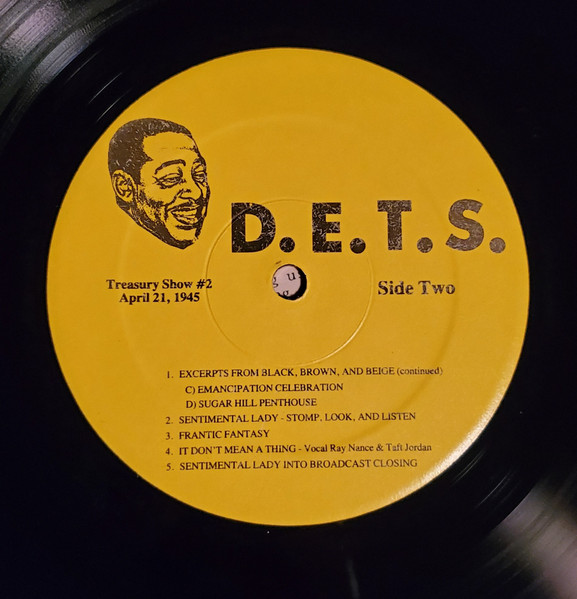 D.E.T.S.
Treasury Show #2
April 21, 1945
Side Two
1. EXCERPTS FROM BLACK, BROWN, AND BEIGE (continued)
C) EMANCIPATION CELEBRATION
D) SUGAR HILL PENTHOUSE
2. SENTIMENTAL LADY - STOMP, LOOK, AND LISTEN
3. FRANTIC FANTASY
4. IT DON'T MEAN A THING - Vocal Ray Nance & Taft Jordan
5. SENTIMENTAL LADY INTO BROADCAST CLOSING